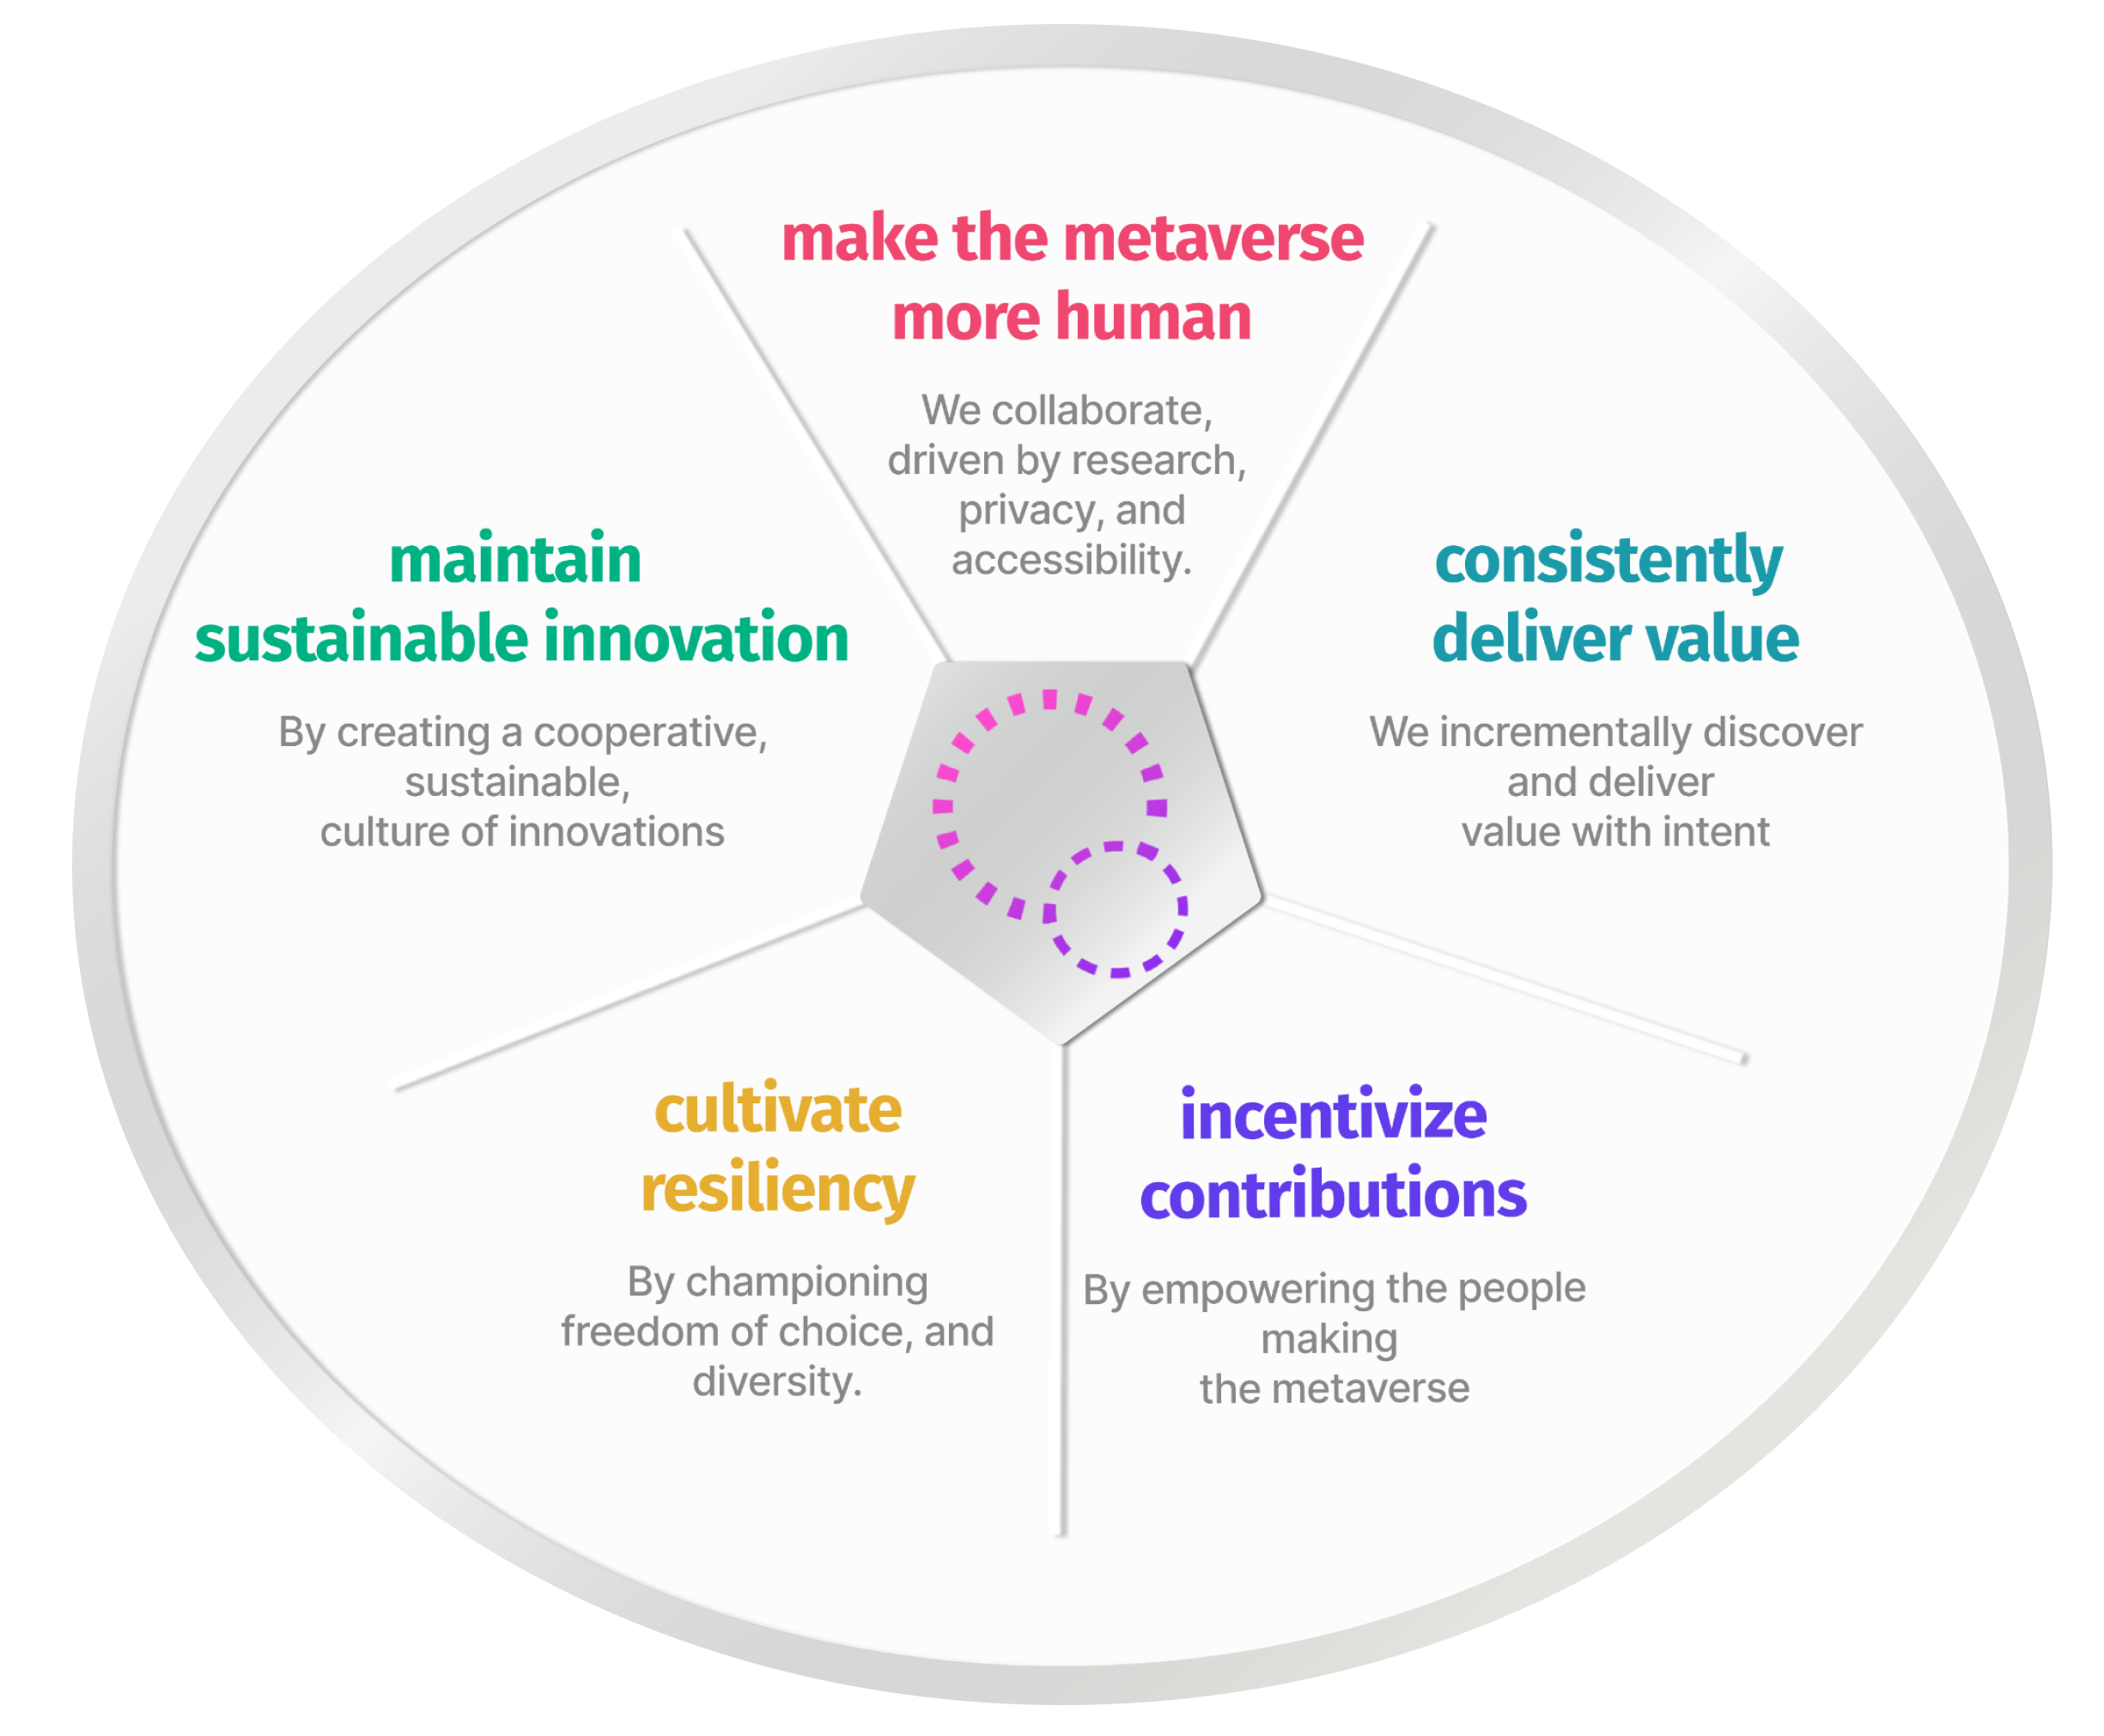 make the metaverse
more human
We collaborate,
driven by research,
privacy, and
accessibility.
maintain
sustainable innovation
By creating a cooperative,
sustainable,
culture of innovations
consistently
deliver value
We incrementally discover
and deliver
value with intent
cultivate
resiliency
By championing
freedom of choice, and
diversity.
incentivize
contributions
By empowering the people
making
the metaverse